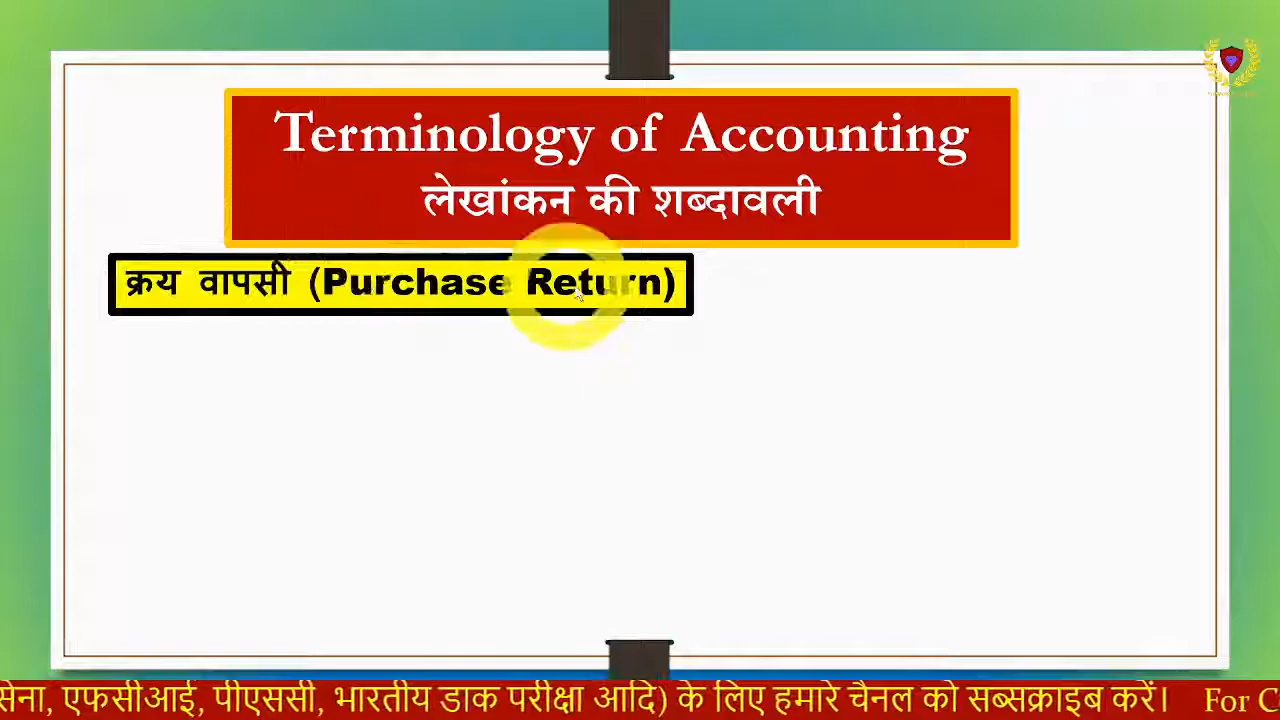 Terminology of Accounting
लेखांकन की शब्दावली
क्रय वापसी (Purchase Return)
सेना, एफसीआई, पीएससी, भारतीय डाक परीक्षा आदि) के लिए हमारे चैनल को सब्सक्राइब करें। For C